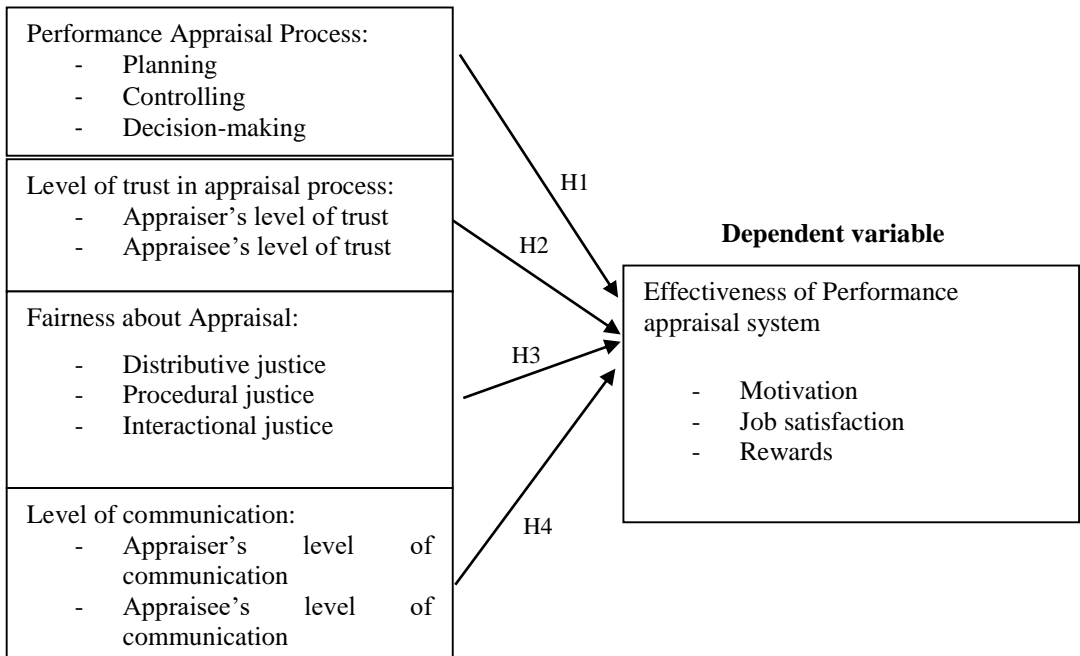 Performance Appraisal Process:
- Planning
- Controlling
- Decision-making
Level of trust in appraisal process:
- Appraiser’s level of trust
- Appraisee’s level of trust
Fairness about Appraisal:
- Distributive justice
- Procedural justice
- Interactional justice
Level of communication:
- Appraiser’s level of
communication
- Appraisee’s level of
communication
H1
H2
H3
H4
Dependent variable
Effectiveness of Performance
appraisal system
- Motivation
- Job satisfaction
- Rewards